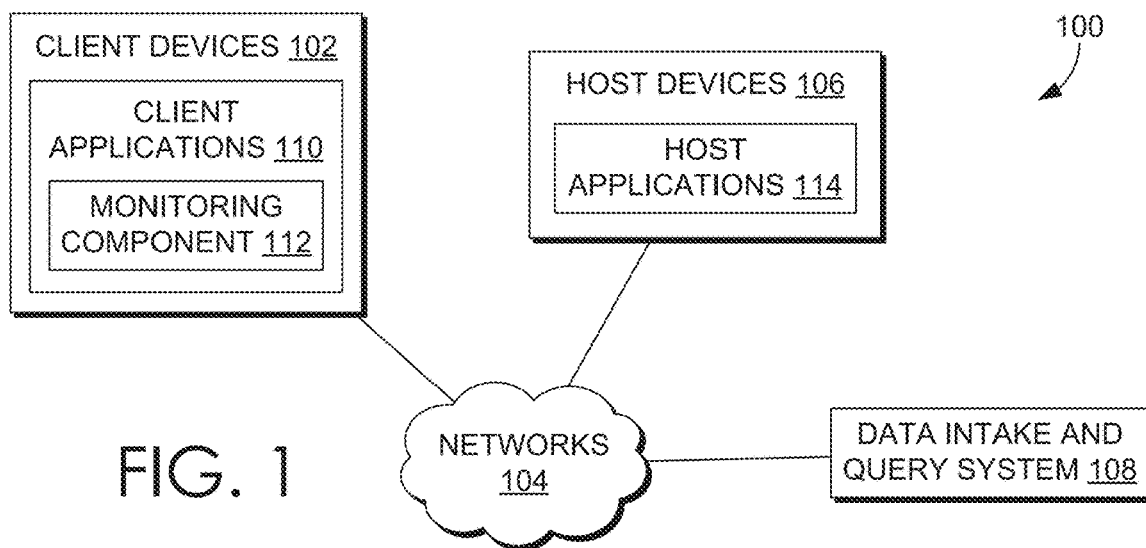 CLIENT DEVICES 102
CLIENT
APPLICATIONS 110
MONITORING
COMPONENT 112
HOST DEVICES 106
HOST
APPLICATIONS 114
100
NETWORKS
104
DATA INTAKE AND
QUERY SYSTEM 108
FIG. 1